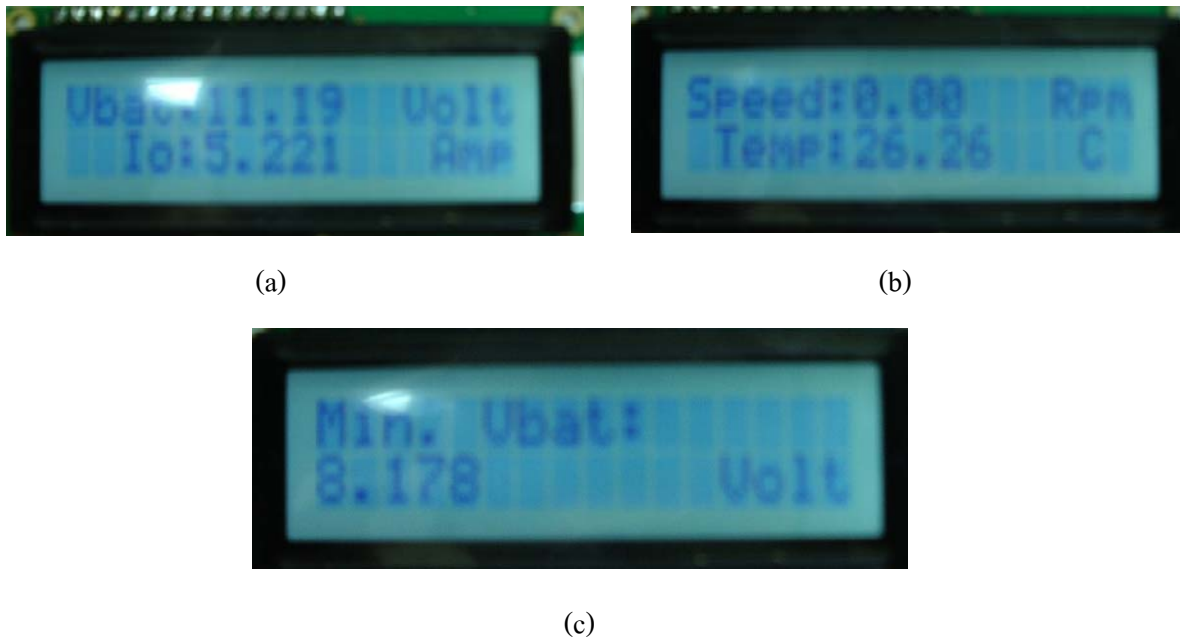 Vbat:11.19 Volt
Io:5.221 Amp
(a)
Speed:0.00 Rpm
Temp:26.26 C
(b)
Min. Vbat:
8.178 Volt
(c)